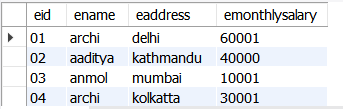 eid ename eaddress emonthlysalary
01 archi delhi 60001
02 aaditya kathmandu 40000
03 anmol mumbai 10001
04 archi kolkatta 30001